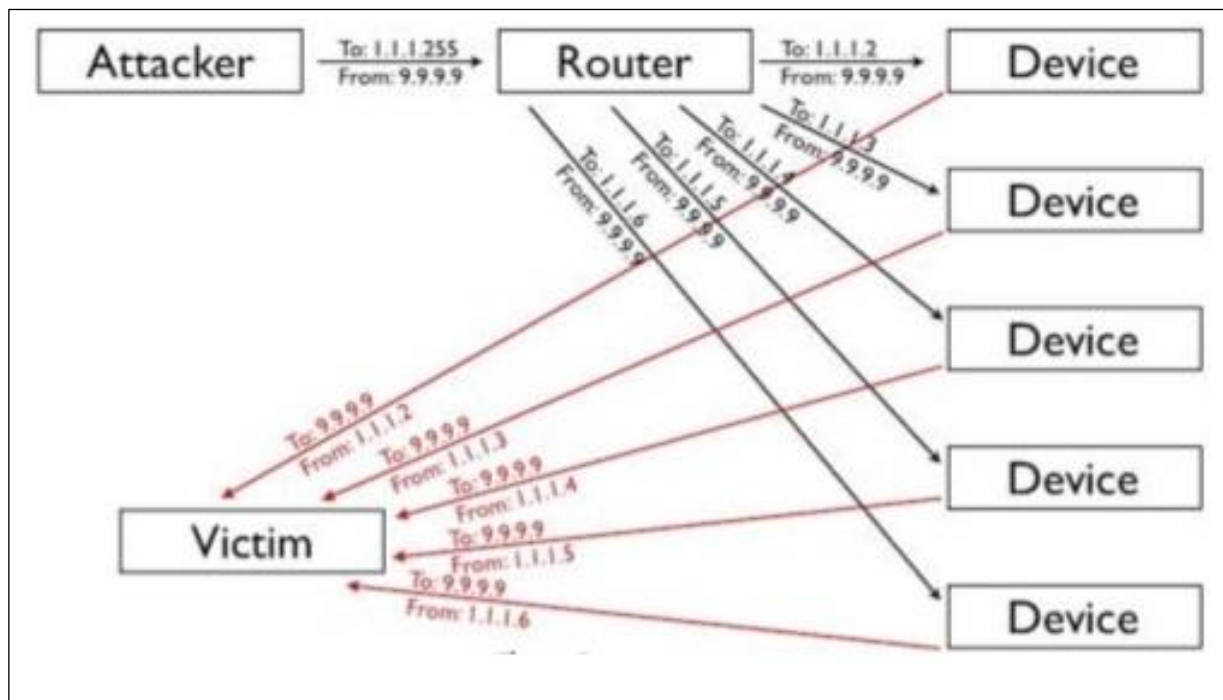 Attacker
To: 1.1.1.255
From: 9.9.9.9
Router
To: 1.1.1.2
From: 9.9.9.9
Device
To: 1.1.1.3
From: 9.9.9.9
Device
To: 1.1.1.4
From: 9.9.9.9
Device
To: 1.1.1.5
From: 9.9.9.9
Device
To: 1.1.1.6
From: 9.9.9.9
Device
To: 9.9.9.9
From: 1.1.1.2
To: 9.9.9.9
From: 1.1.1.3
To: 9.9.9.9
From: 1.1.1.4
To: 9.9.9.9
From: 1.1.1.5
To: 9.9.9.9
From: 1.1.1.6
Victim